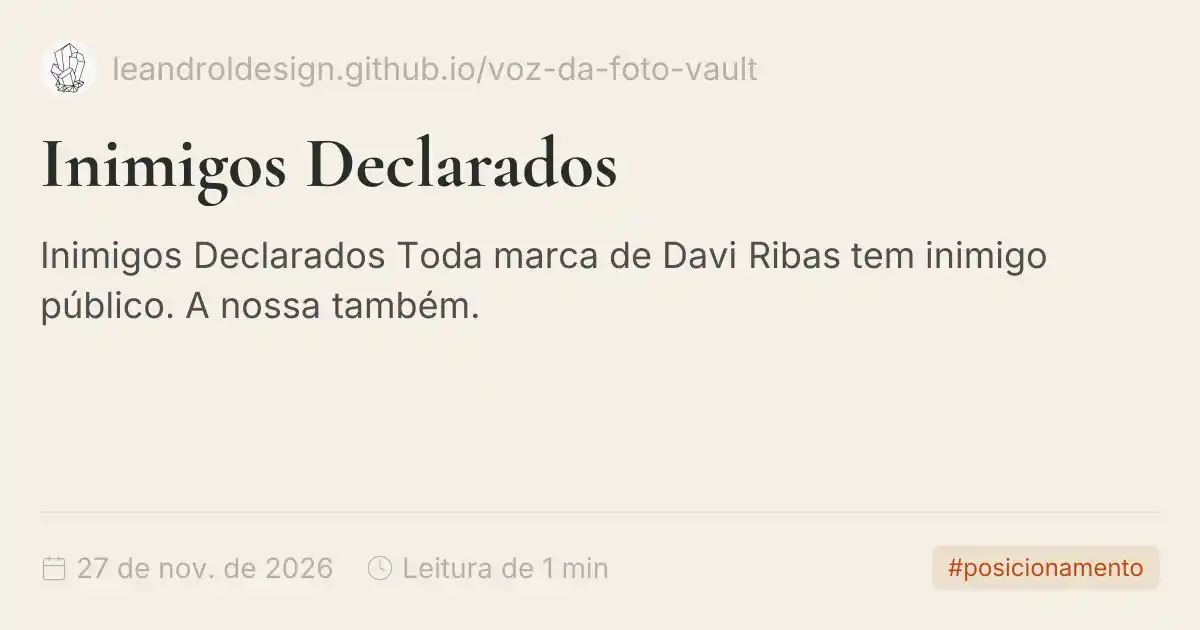 leandroldesign.github.io/voz-da-foto-vault
Inimigos Declarados
Inimigos Declarados Toda marca de Davi Ribas tem inimigo
público. A nossa também.
27 de nov. de 2026 Leitura de 1 min #posicionamento